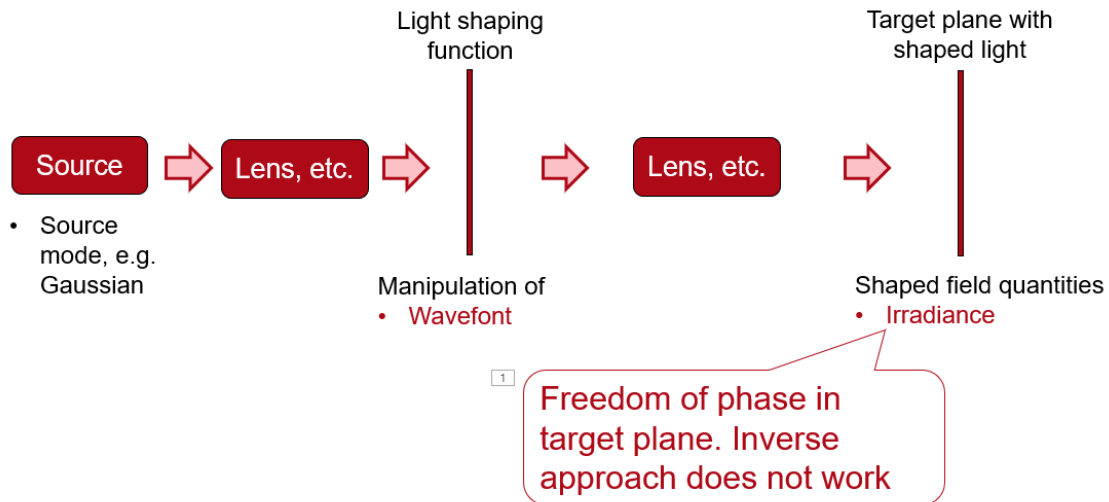 Light shaping
function
Target plane with
shaped light
Source
Lens, etc.
Lens, etc.
• Source
mode, e.g.
Gaussian
Manipulation of
• Wavefont
Shaped field quantities
• Irradiance
1
Freedom of phase in
target plane. Inverse
approach does not work